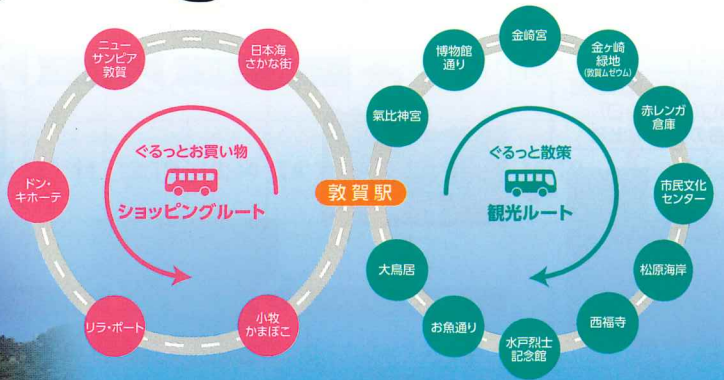 ニュー
サンピア
敦賀
日本海
さかな街
ドン・
キホーテ
ぐるっとお買い物
ショッピングルート
リラ・ポート
小牧
かまぼこ
敦賀駅
金崎宮
博物館
通り
金ヶ崎
緑地
(敦賀ムゼウム)
氣比神宮
赤レンガ
倉庫
ぐるっと散策
観光ルート
市民文化
センター
大鳥居
松原海岸
お魚通り
西福寺
水戸烈士
記念館